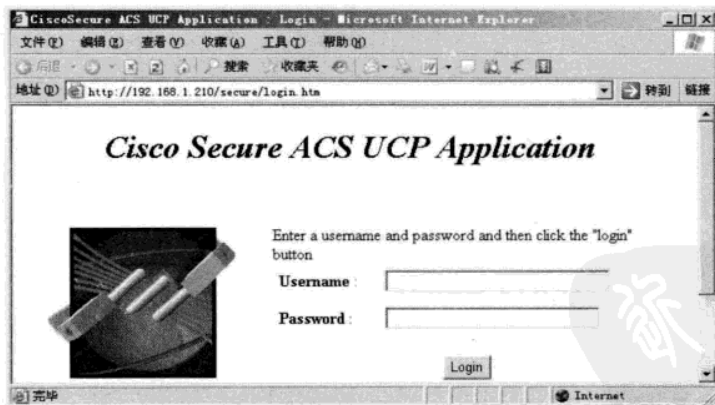 CiscoSecure ACS UCP Application : Login - Microsoft Internet Explorer
文件(F) 编辑(E) 查看(V) 收藏(A) 工具(T) 帮助(H)
后退 搜索 收藏夹
地址(D) http://192.168.1.210/secure/login.htm 转到 链接
Cisco Secure ACS UCP Application
Enter a username and password and then click the "login"
button
Username :
Password :
Login
完毕 Internet